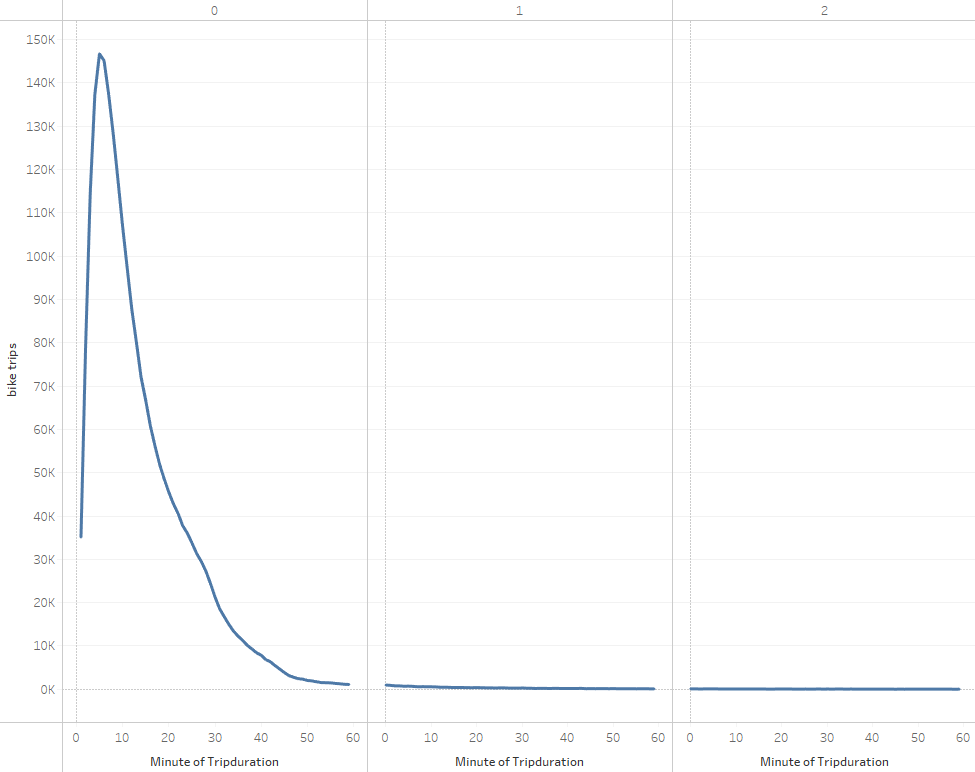 0 1 2
150K
140K
130K
120K
110K
100K
90K
80K
70K
60K
50K
40K
30K
20K
10K
0K
bike trips
0 10 20 30 40 50 60 0 10 20 30 40 50 60 0 10 20 30 40 50 60
Minute of Tripduration Minute of Tripduration Minute of Tripduration